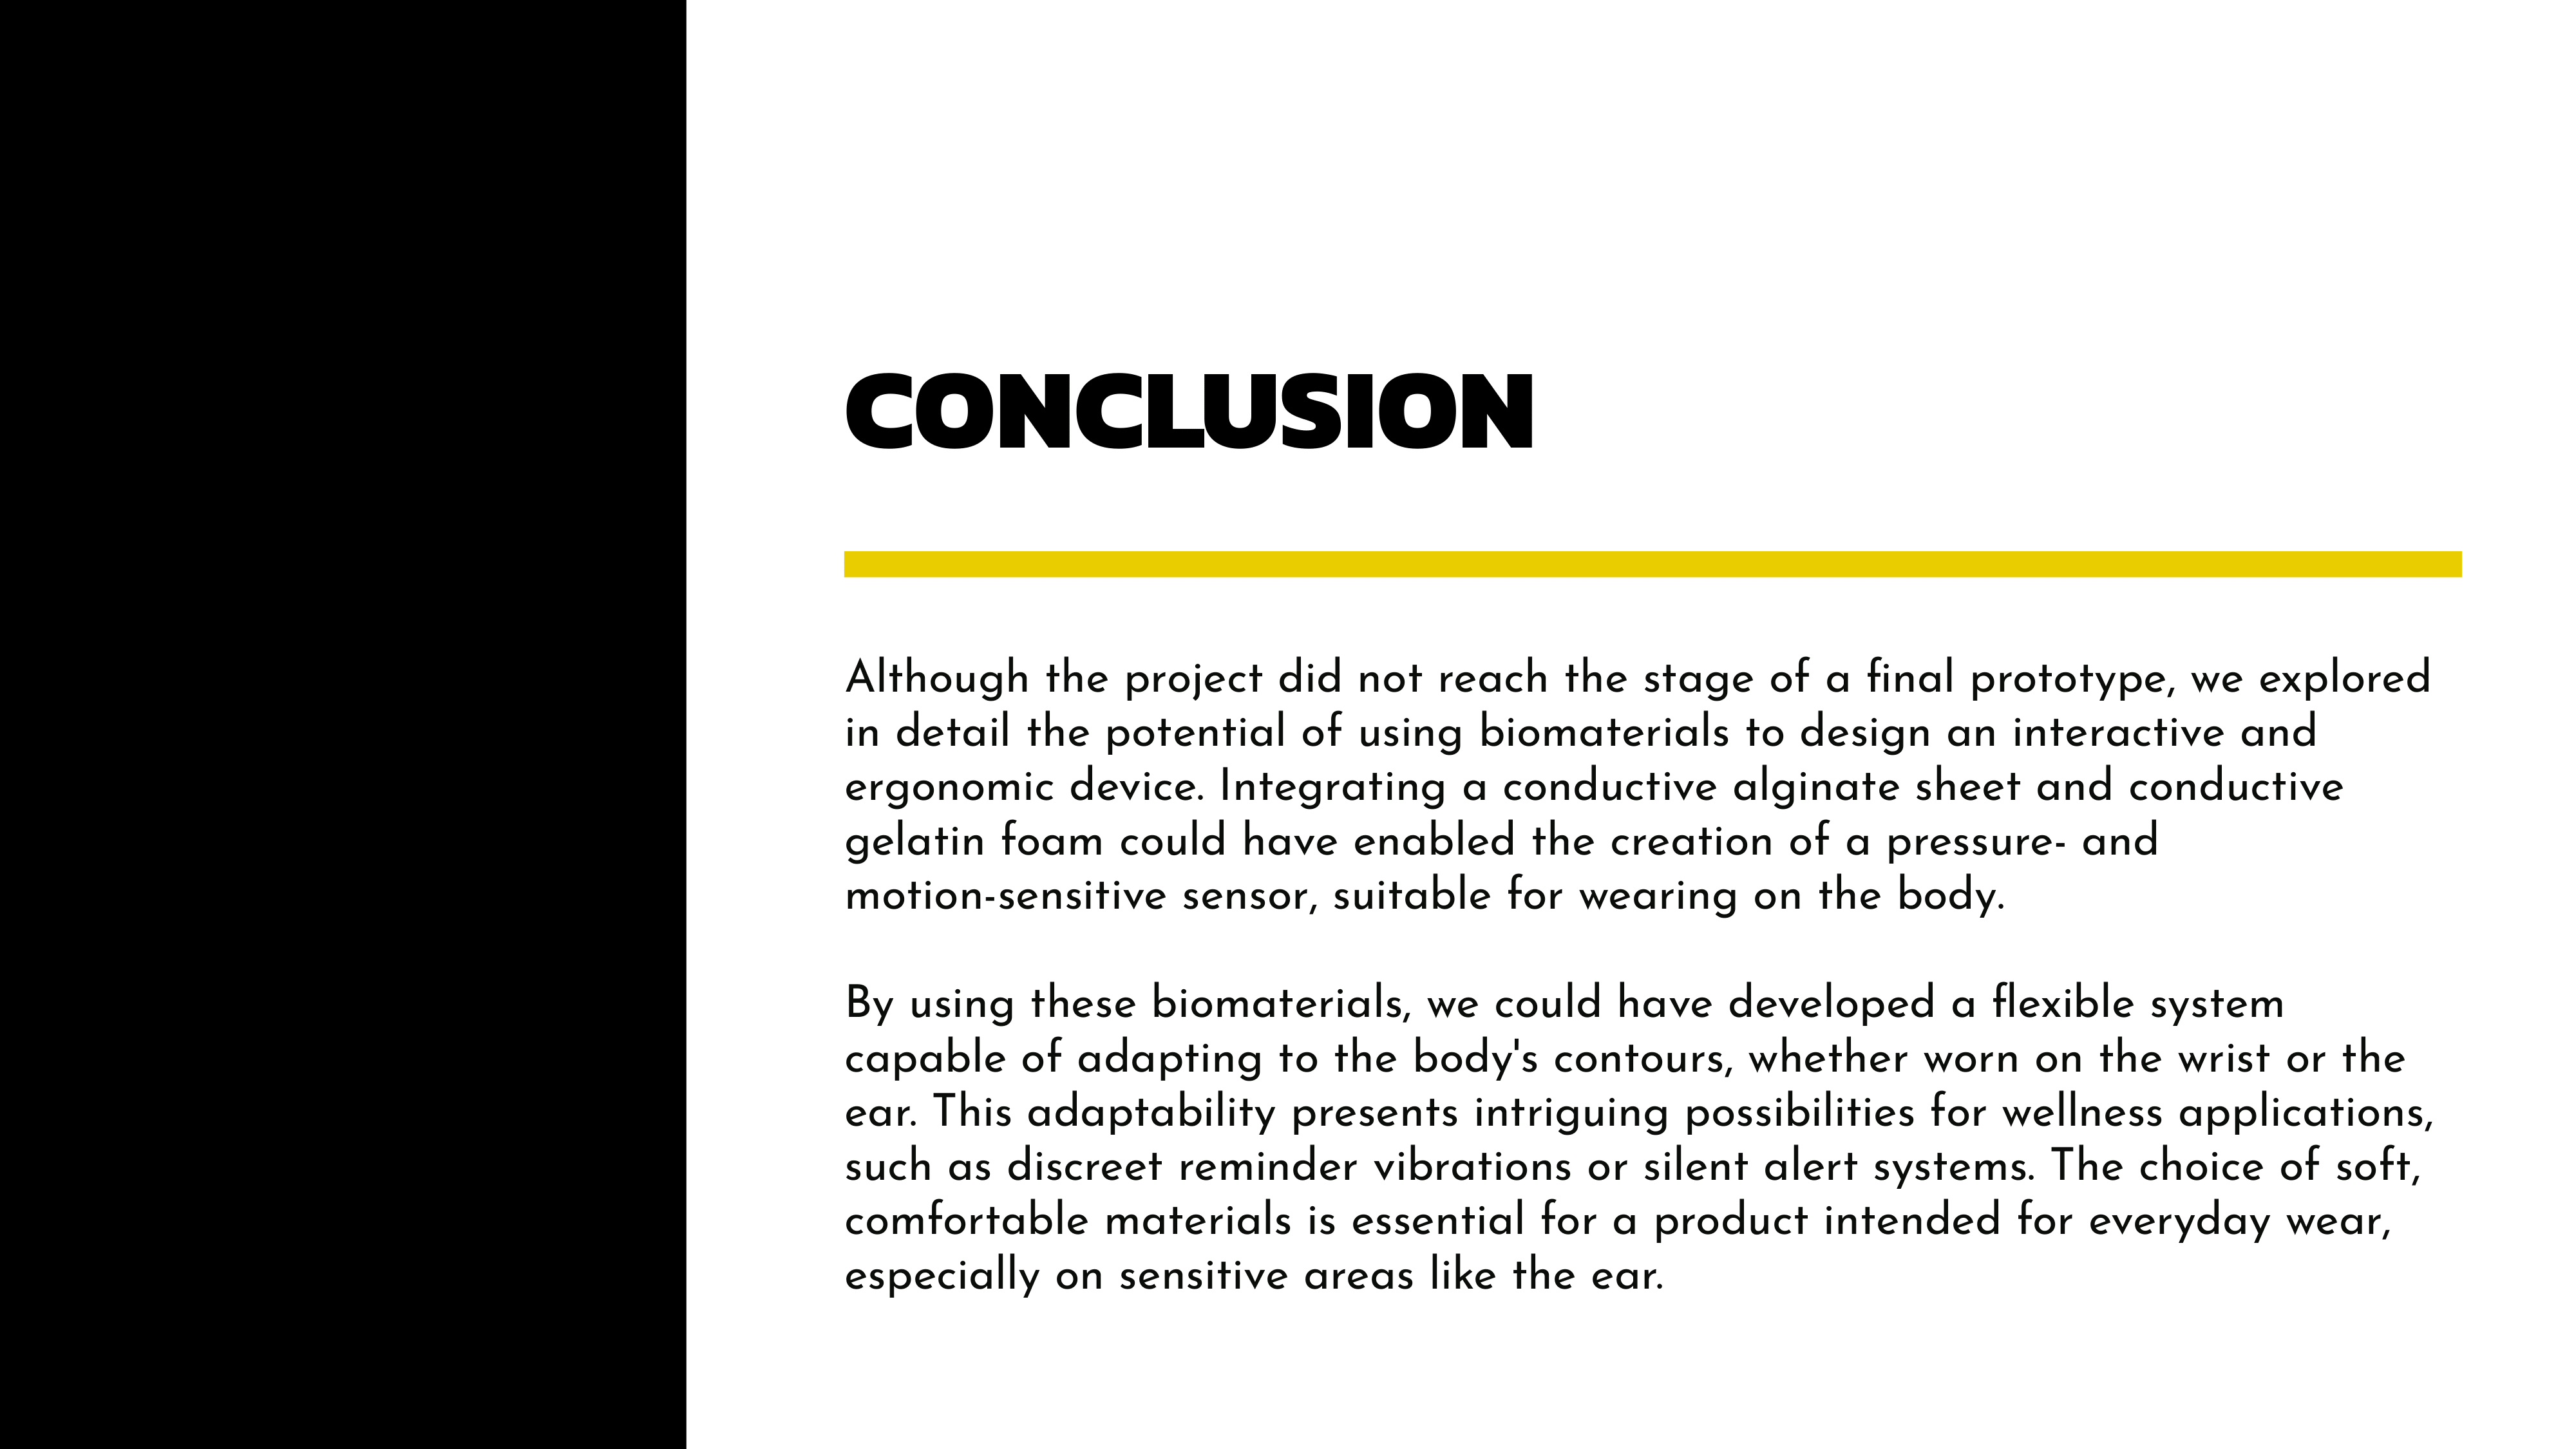 CONCLUSION
Although the project did not reach the stage of a final prototype, we explored
in detail the potential of using biomaterials to design an interactive and
ergonomic device. Integrating a conductive alginate sheet and conductive
gelatin foam could have enabled the creation of a pressure- and
motion-sensitive sensor, suitable for wearing on the body.
By using these biomaterials, we could have developed a flexible system
capable of adapting to the body's contours, whether worn on the wrist or the
ear. This adaptability presents intriguing possibilities for wellness applications,
such as discreet reminder vibrations or silent alert systems. The choice of soft,
comfortable materials is essential for a product intended for everyday wear,
especially on sensitive areas like the ear.